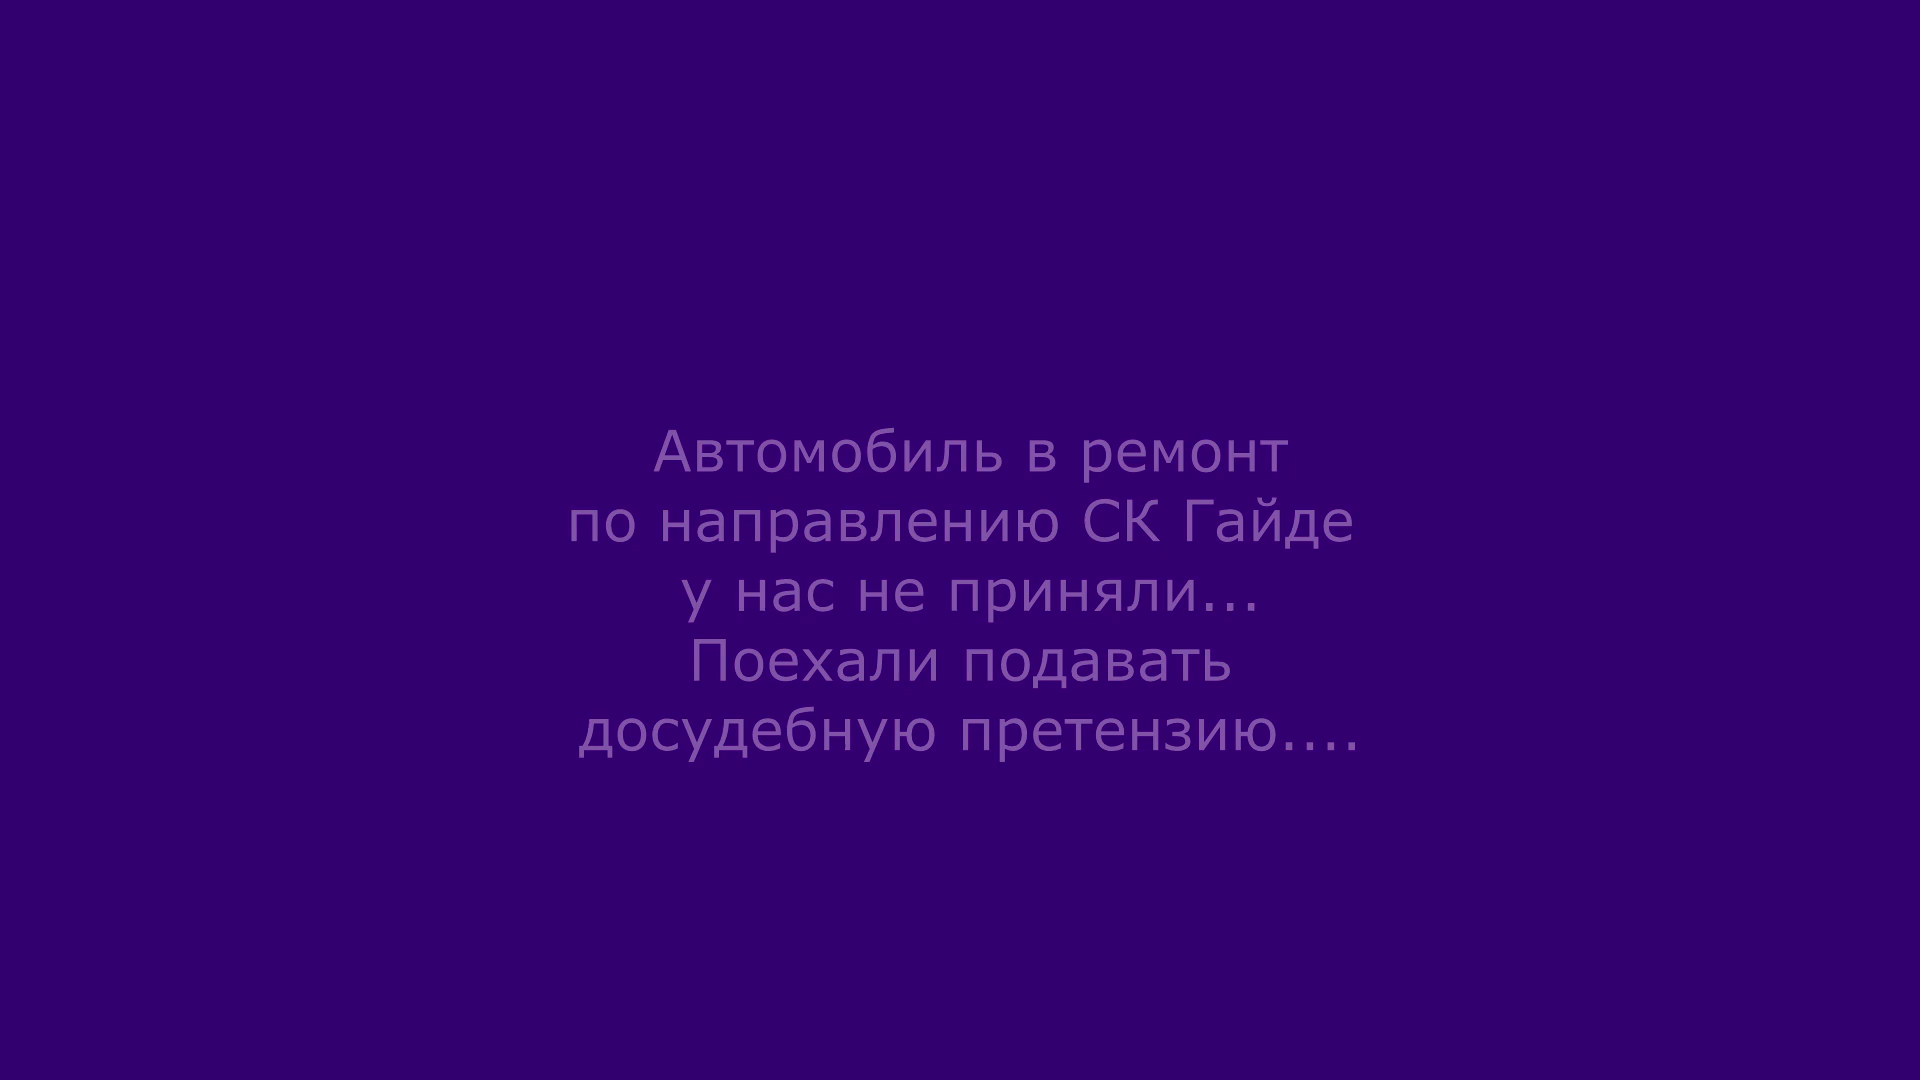 Автомобиль в ремонт
по направлению СК Гайде
у нас не приняли...
Поехали подавать
досудебную претензию....